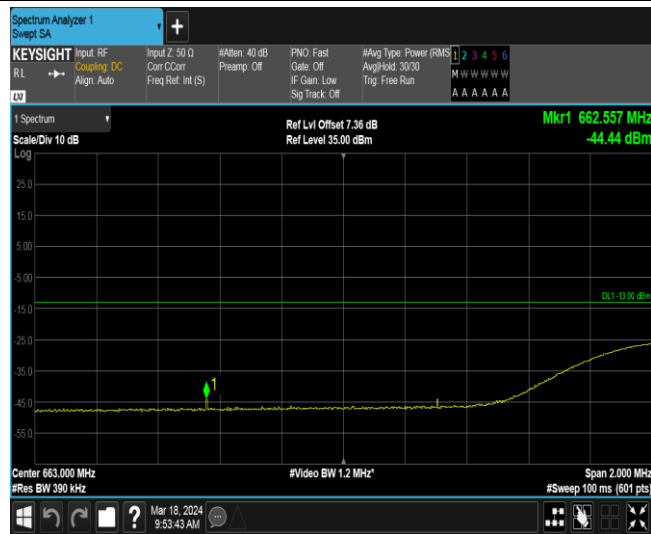 Spectrum Analyzer 1
Swept SA
+
KEYSIGHT Input: RF Input Z: 50 Ω #Atten: 40 dB PNO: Fast #Avg Type: Power (RMS 1 2 3 4 5 6
RL Coupling: DC Corr CCorr Preamp: Off Gate: Off Avg|Hold: 30/30 M W W W W W
Align: Auto Freq Ref: Int (S) IF Gain: Low Trig: Free Run
Sig Track: Off A A A A A A
1 Spectrum Ref Lvl Offset 7.36 dB Mkr1 662.557 MHz
Scale/Div 10 dB Ref Level 35.00 dBm -44.44 dBm
Log
25.0
15.0
5.00
-5.00
DL1 -13.00 dBm
-15.0
-35.0
1
-45.0
-55.0
Center 663.000 MHz #Video BW 1.2 MHz* Span 2.000 MHz
#Res BW 390 kHz #Sweep 100 ms (601 pts)
? Mar 18, 2024
9:53:43 AM